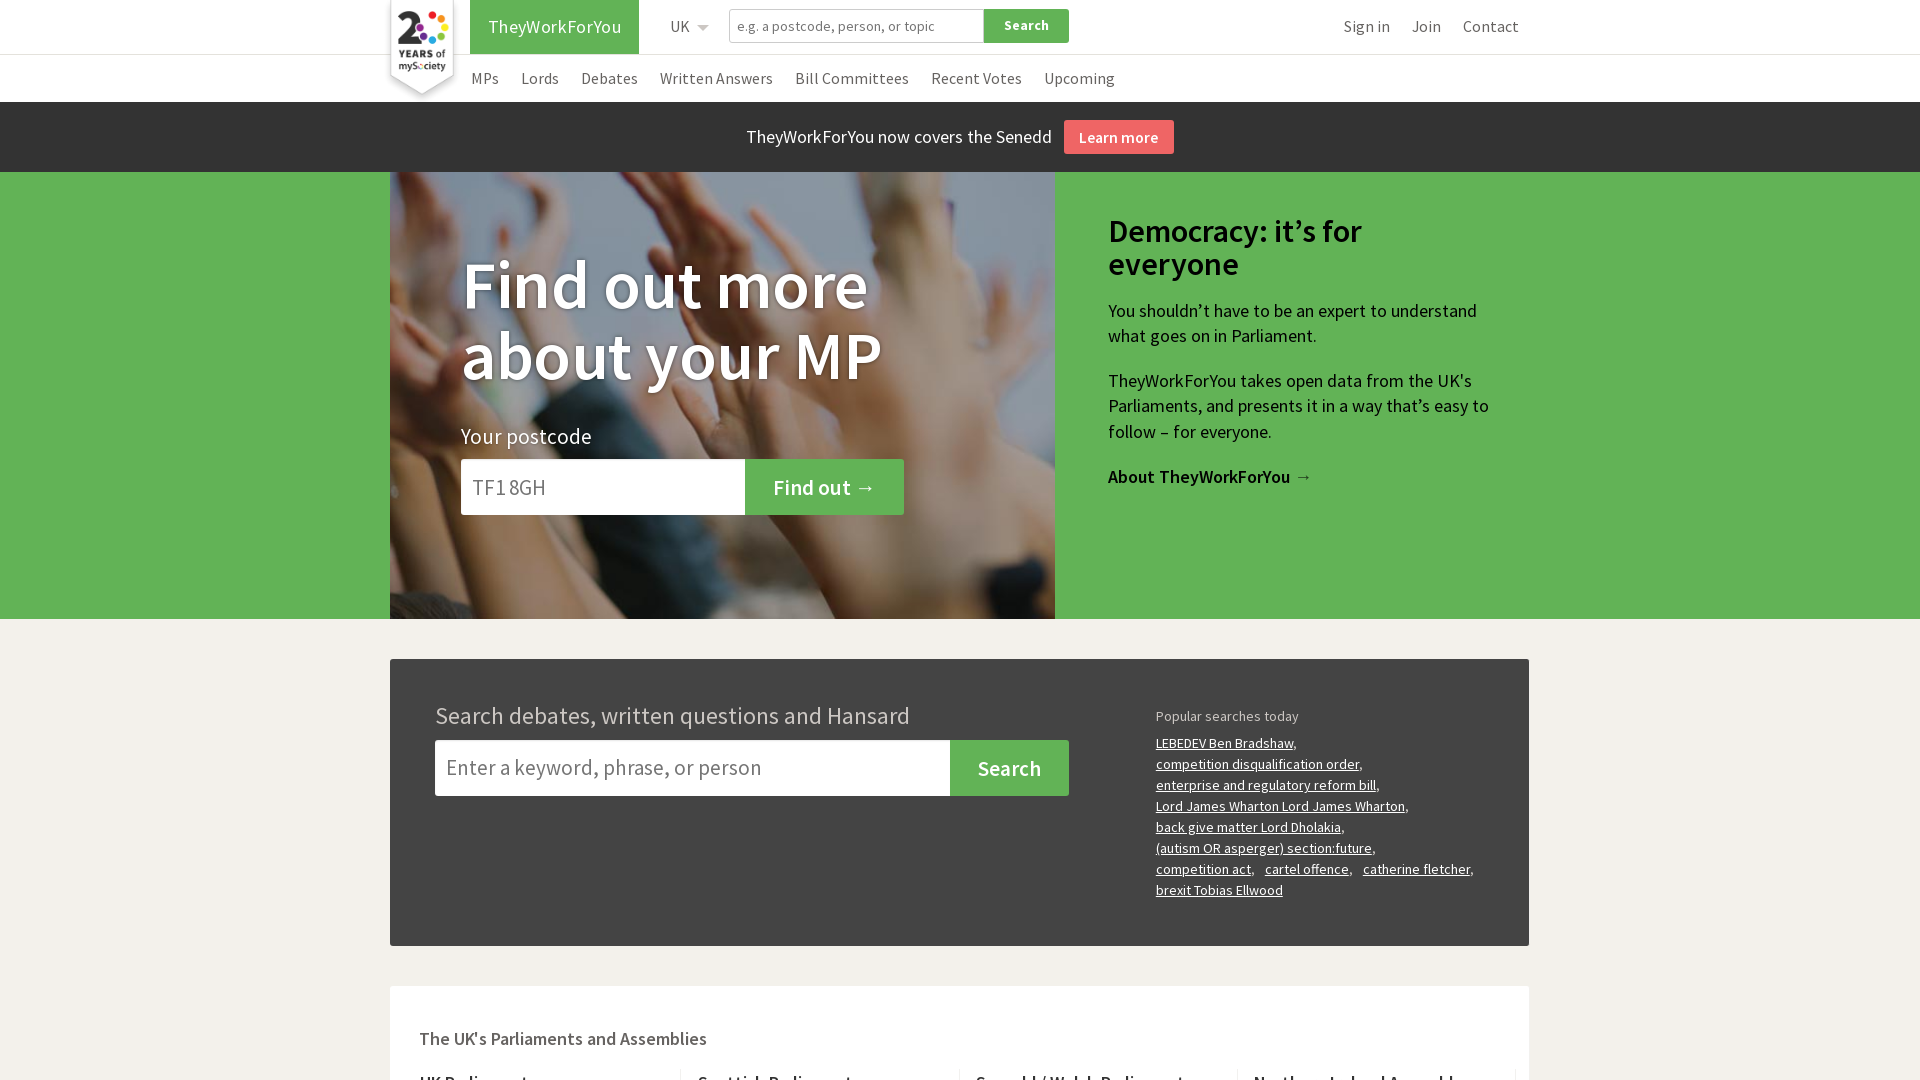 20
YEARS of
mySociety
TheyWorkForYou
UK
e.g. a postcode, person, or topic
Search
Sign in
Join
Contact
MPs
Lords
Debates
Written Answers
Bill Committees
Recent Votes
Upcoming
TheyWorkForYou now covers the Senedd
Learn more
Find out more
about your MP
Your postcode
TF1 8GH
Find out →
Democracy: it’s for
everyone
You shouldn’t have to be an expert to understand
what goes on in Parliament.
TheyWorkForYou takes open data from the UK's
Parliaments, and presents it in a way that’s easy to
follow – for everyone.
About TheyWorkForYou →
Search debates, written questions and Hansard
Enter a keyword, phrase, or person
Search
Popular searches today
LEBEDEV Ben Bradshaw,
competition disqualification order,
enterprise and regulatory reform bill,
Lord James Wharton Lord James Wharton,
back give matter Lord Dholakia,
(autism OR asperger) section:future,
competition act, cartel offence, catherine fletcher,
brexit Tobias Ellwood
The UK's Parliaments and Assemblies